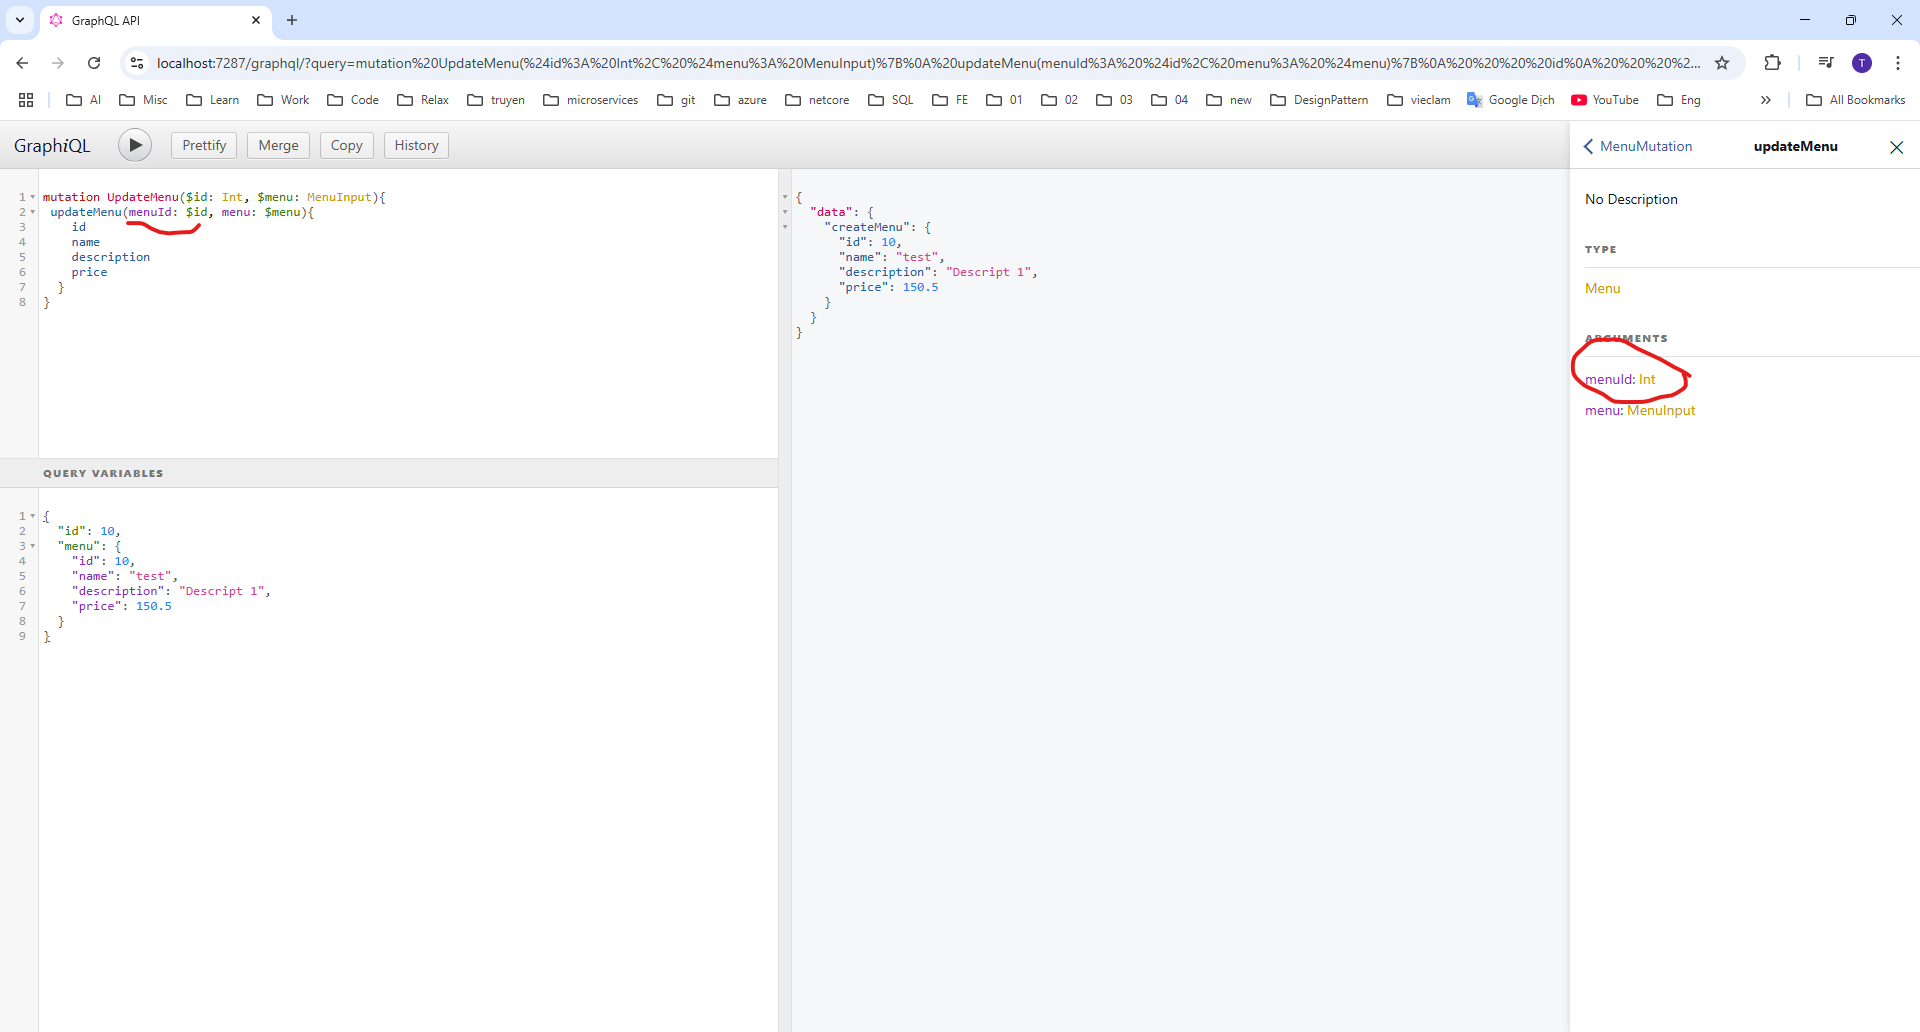 GraphQL API
localhost:7287/graphql/?query=mutation%20UpdateMenu(%24id%3A%20Int%2C%20%24menu%3A%20MenuInput)%7B%0A%20updateMenu(menuId%3A%20%24id%2C%20menu%3A%20%24menu)%7B%0A%20%20%20%20id%0A%20%20%20%2...
AI Misc Learn Work Code Relax truyen microservices git azure netcore SQL FE 01 02 03 04 new DesignPattern vieclam Google Dịch YouTube Eng » All Bookmarks
T
GraphiQL Prettify Merge Copy History
1 mutation UpdateMenu($id: Int, $menu: MenuInput){
2 updateMenu(menuId: $id, menu: $menu){
3 id
4 name
5 description
6 price
7 }
8 }
QUERY VARIABLES
1 {
2 "id": 10,
3 "menu": {
4 "id": 10,
5 "name": "test",
6 "description": "Descript 1",
7 "price": 150.5
8 }
9 }
{
"data": {
"createMenu": {
"id": 10,
"name": "test",
"description": "Descript 1",
"price": 150.5
}
}
}
MenuMutation updateMenu
No Description
TYPE
Menu
ARGUMENTS
menuId: Int
menu: MenuInput